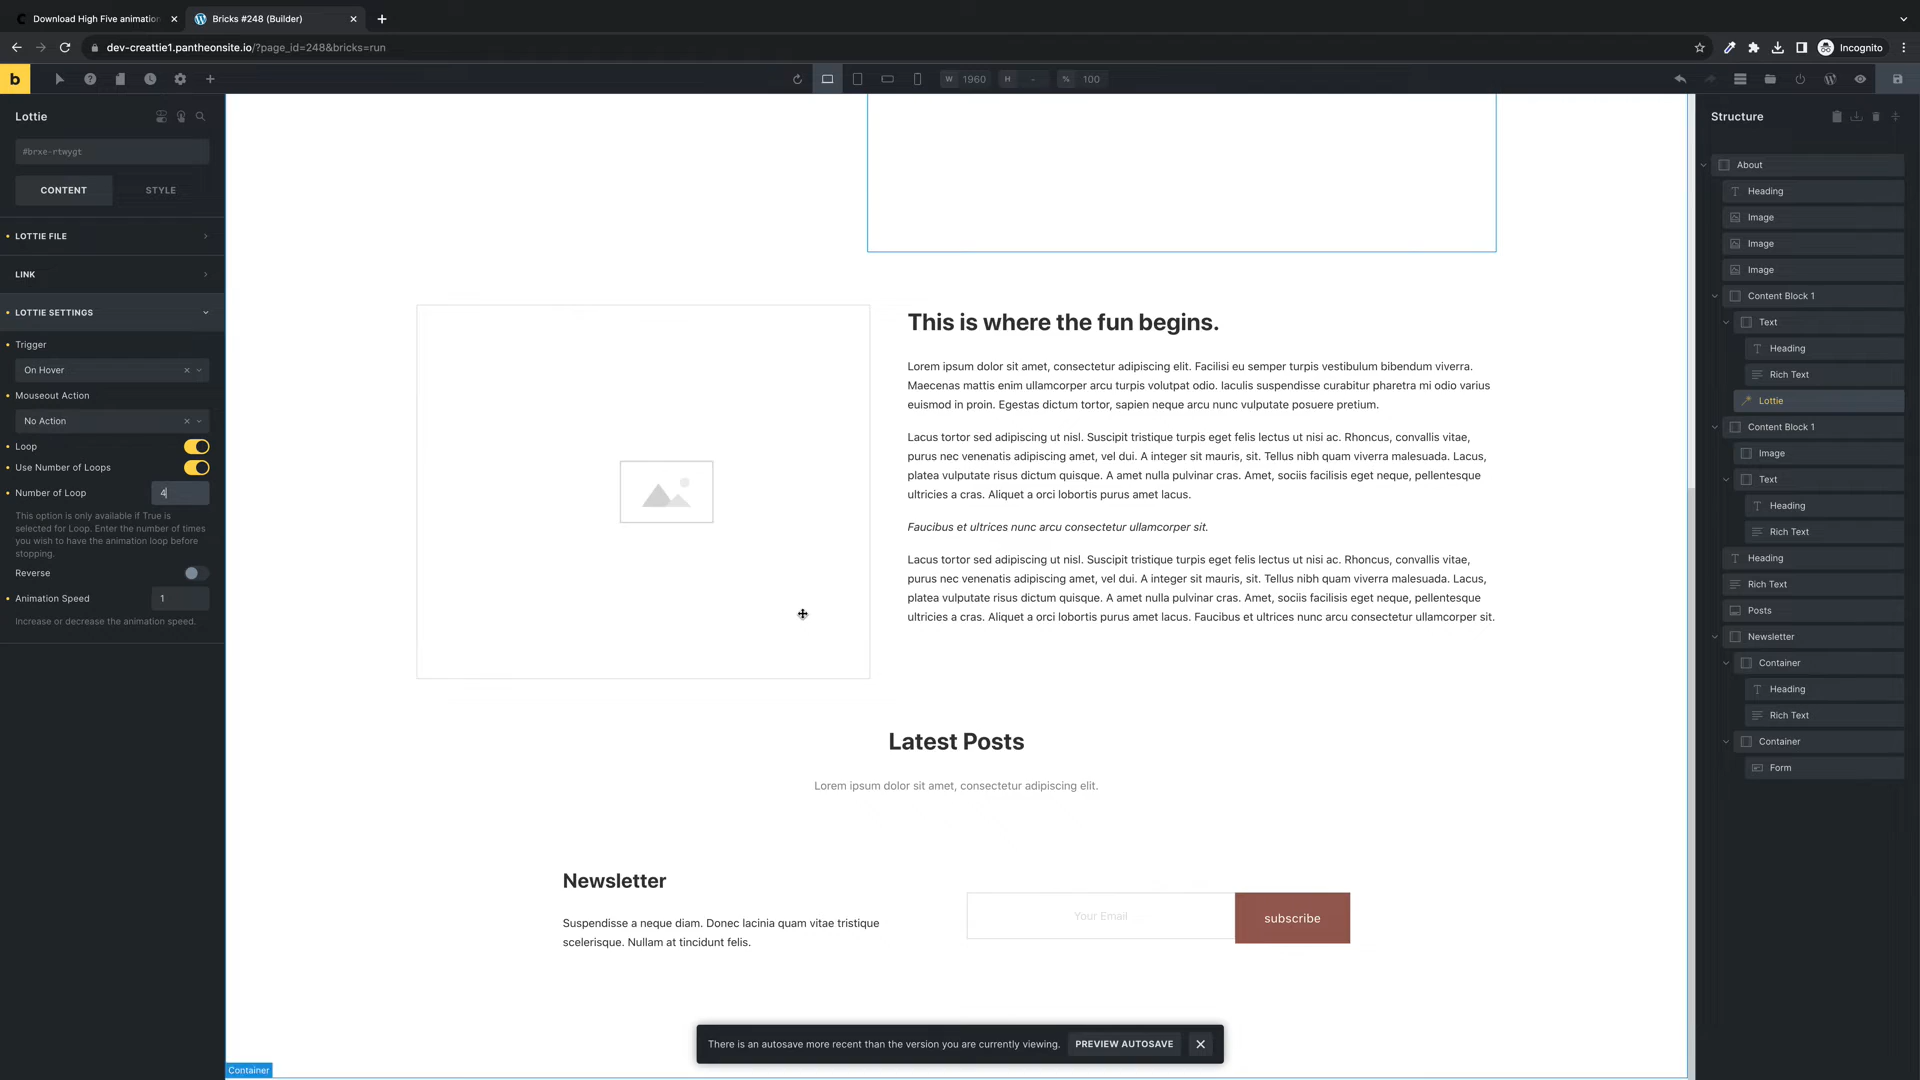 Download High Five animation
Bricks #248 (Builder)
dev-creattie1.pantheonsite.io/?page_id=248&bricks=run
Incognito
b
W 1960 H - % 100
Lottie
#brxe-rtwygt
CONTENT STYLE
LOTTIE FILE
LINK
LOTTIE SETTINGS
Trigger
On Hover
Mouseout Action
No Action
Loop
Use Number of Loops
Number of Loop 4
This option is only available if True is
selected for Loop. Enter the number of times
you wish to have the animation loop before
stopping.
Reverse
Animation Speed 1
Increase or decrease the animation speed.
This is where the fun begins.
Lorem ipsum dolor sit amet, consectetur adipiscing elit. Facilisi eu semper turpis vestibulum bibendum viverra.
Maecenas mattis enim ullamcorper arcu turpis volutpat odio. Iaculis suspendisse curabitur pharetra mi odio varius
euismod in proin. Egestas dictum tortor, sapien neque arcu nunc vulputate posuere pretium.
Lacus tortor sed adipiscing ut nisl. Suscipit tristique turpis eget felis lectus ut nisi ac. Rhoncus, convallis vitae,
purus nec venenatis adipiscing amet, vel dui. A integer sit mauris, sit. Tellus nibh quam viverra malesuada. Lacus,
platea vulputate risus dictum quisque. A amet nulla pulvinar cras. Amet, sociis facilisis eget neque, pellentesque
ultricies a cras. Aliquet a orci lobortis purus amet lacus.
Faucibus et ultrices nunc arcu consectetur ullamcorper sit.
Lacus tortor sed adipiscing ut nisl. Suscipit tristique turpis eget felis lectus ut nisi ac. Rhoncus, convallis vitae,
purus nec venenatis adipiscing amet, vel dui. A integer sit mauris, sit. Tellus nibh quam viverra malesuada. Lacus,
platea vulputate risus dictum quisque. A amet nulla pulvinar cras. Amet, sociis facilisis eget neque, pellentesque
ultricies a cras. Aliquet a orci lobortis purus amet lacus. Faucibus et ultrices nunc arcu consectetur ullamcorper sit.
Latest Posts
Lorem ipsum dolor sit amet, consectetur adipiscing elit.
Newsletter
Suspendisse a neque diam. Donec lacinia quam vitae tristique
scelerisque. Nullam at tincidunt felis.
Your Email
subscribe
There is an autosave more recent than the version you are currently viewing. PREVIEW AUTOSAVE
Container
Structure
About
Heading
Image
Image
Image
Content Block 1
Text
Heading
Rich Text
Lottie
Content Block 1
Image
Text
Heading
Rich Text
Heading
Rich Text
Posts
Newsletter
Container
Heading
Rich Text
Container
Form